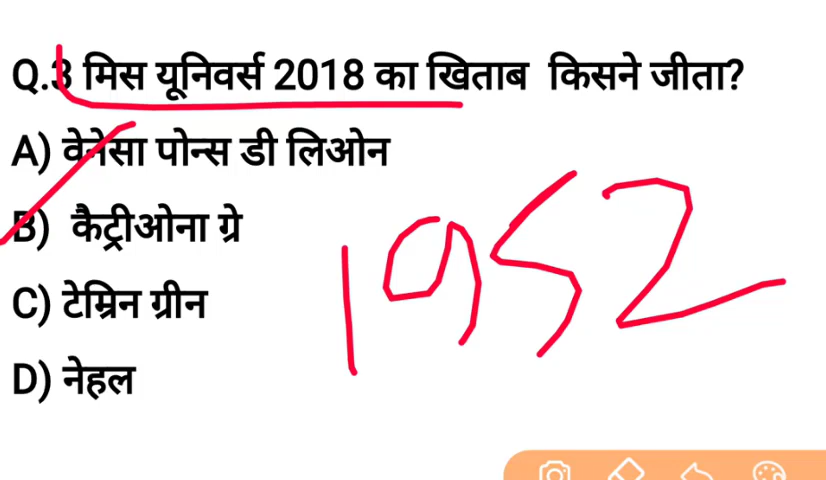 Q.3 मिस यूनिवर्स 2018 का खिताब किसने जीता?
A) वेनेसा पोन्स डी लिओन
B) कैट्रीओना ग्रे
1952
C) टेम्रिन ग्रीन
D) नेहल